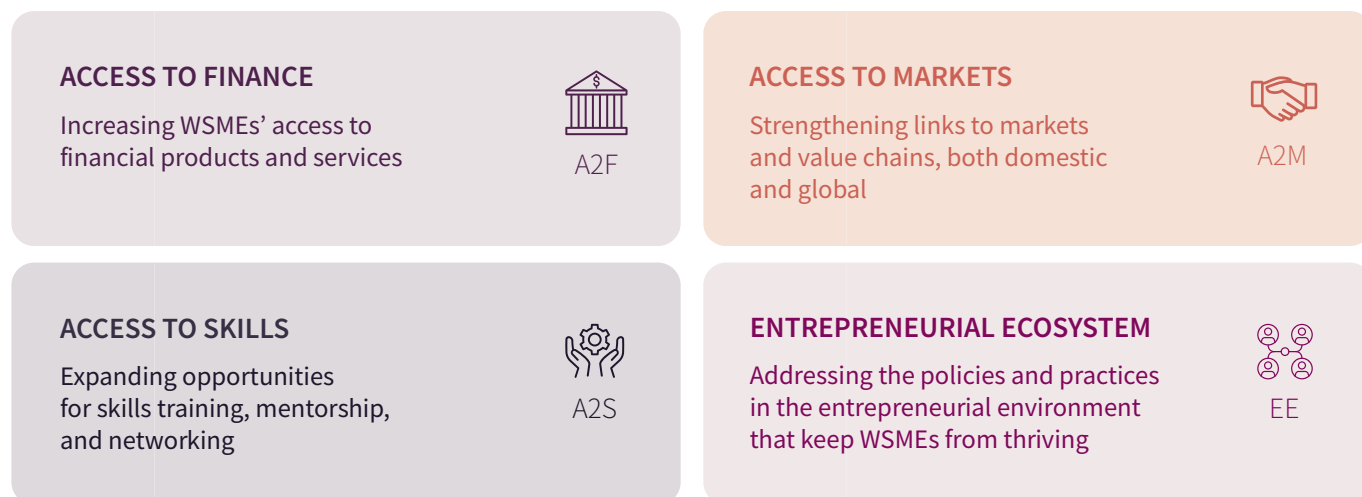 ACCESS TO FINANCE
Increasing WSMEs’ access to
financial products and services
$
A2F
ACCESS TO MARKETS
Strengthening links to markets
and value chains, both domestic
and global
A2M
ACCESS TO SKILLS
Expanding opportunities
for skills training, mentorship,
and networking
A2S
ENTREPRENEURIAL ECOSYSTEM
Addressing the policies and practices
in the entrepreneurial environment
that keep WSMEs from thriving
EE